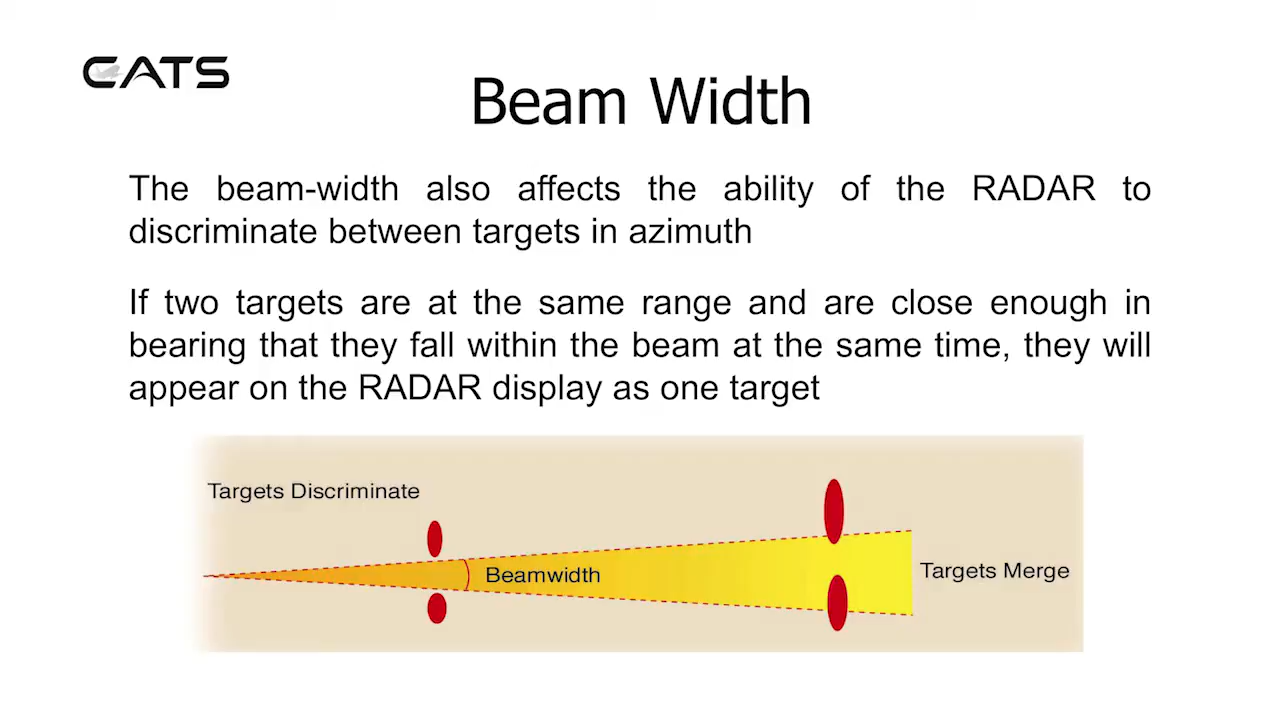 CATS
Beam Width
The beam-width also affects the ability of the RADAR to
discriminate between targets in azimuth
If two targets are at the same range and are close enough in
bearing that they fall within the beam at the same time, they will
appear on the RADAR display as one target
Targets Discriminate
Beamwidth
Targets Merge